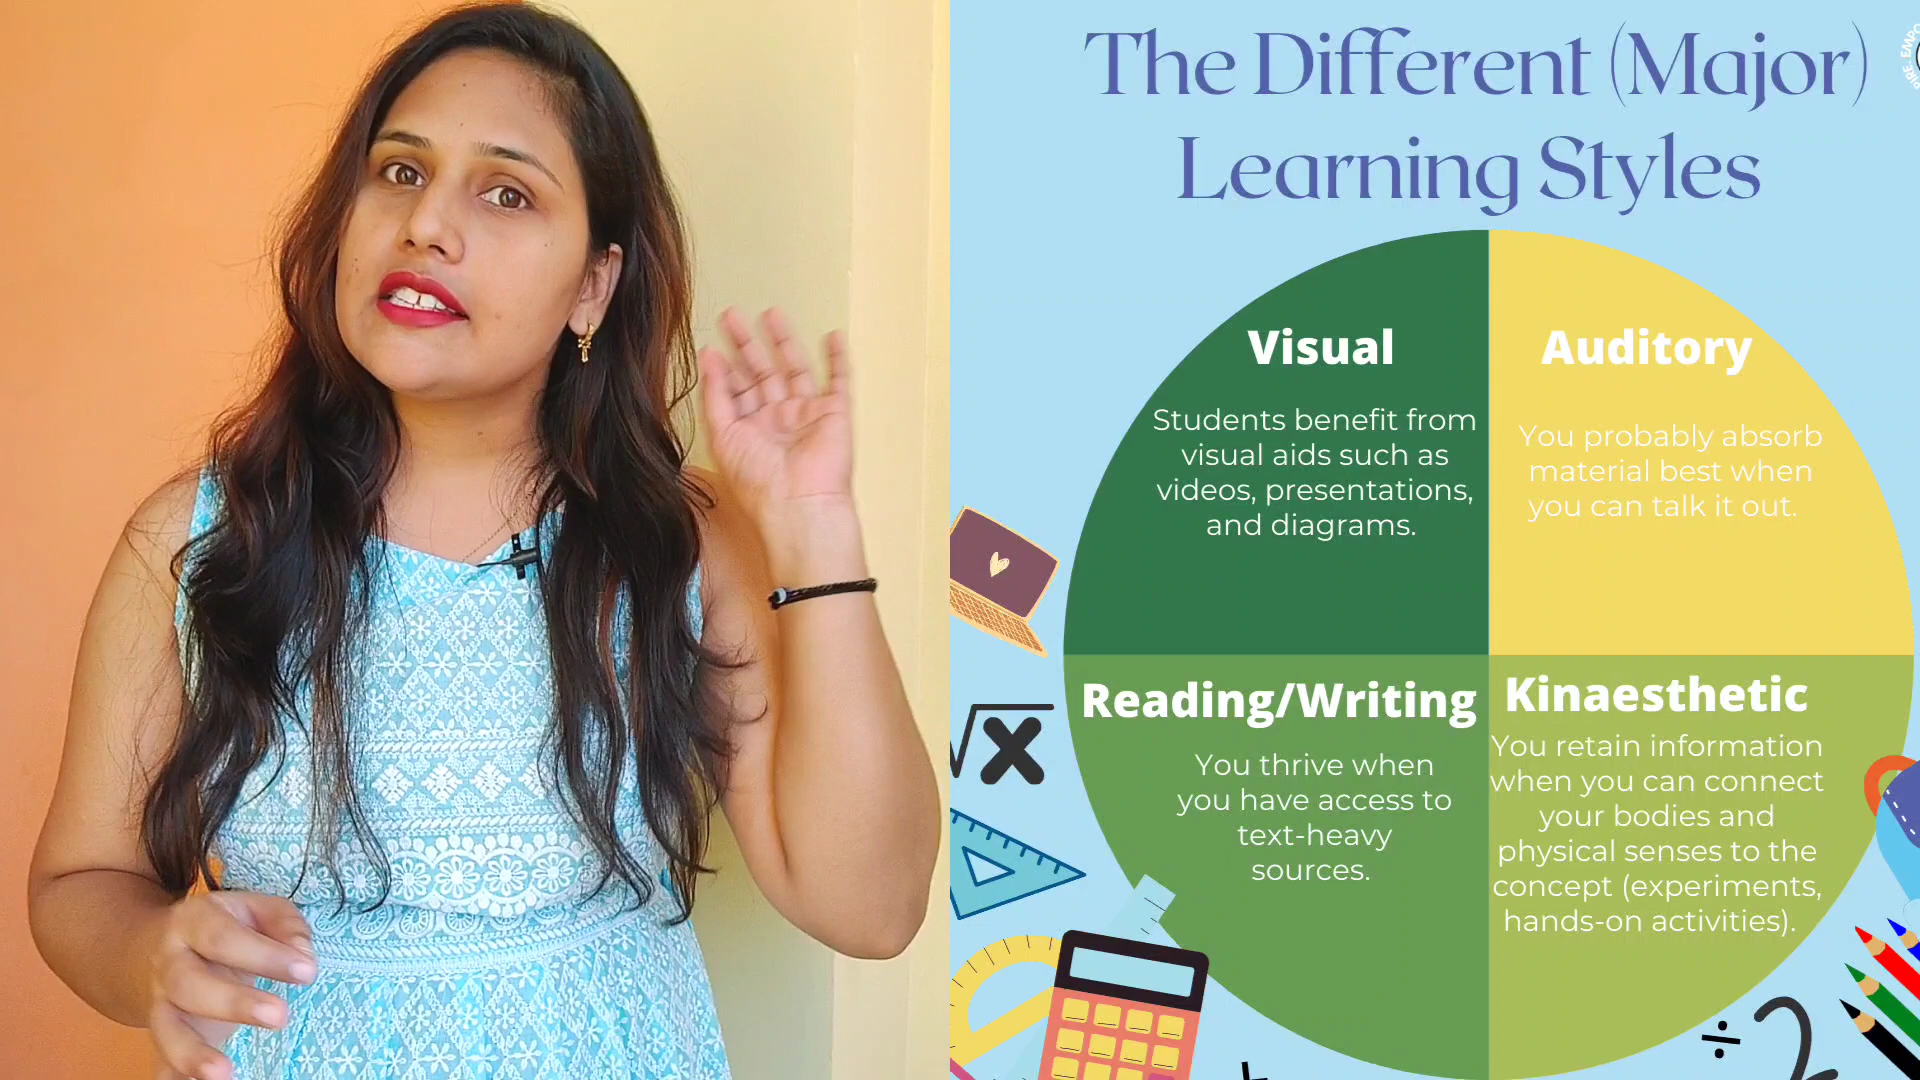 The Different (Major)
Learning Styles
Visual
Students benefit from
visual aids such as
videos, presentations,
and diagrams.
Auditory
You probably absorb
material best when
you can talk it out.
Reading/Writing
You thrive when
you have access to
text-heavy
sources.
Kinaesthetic
You retain information
when you can connect
your bodies and
physical senses to the
concept (experiments,
hands-on activities).